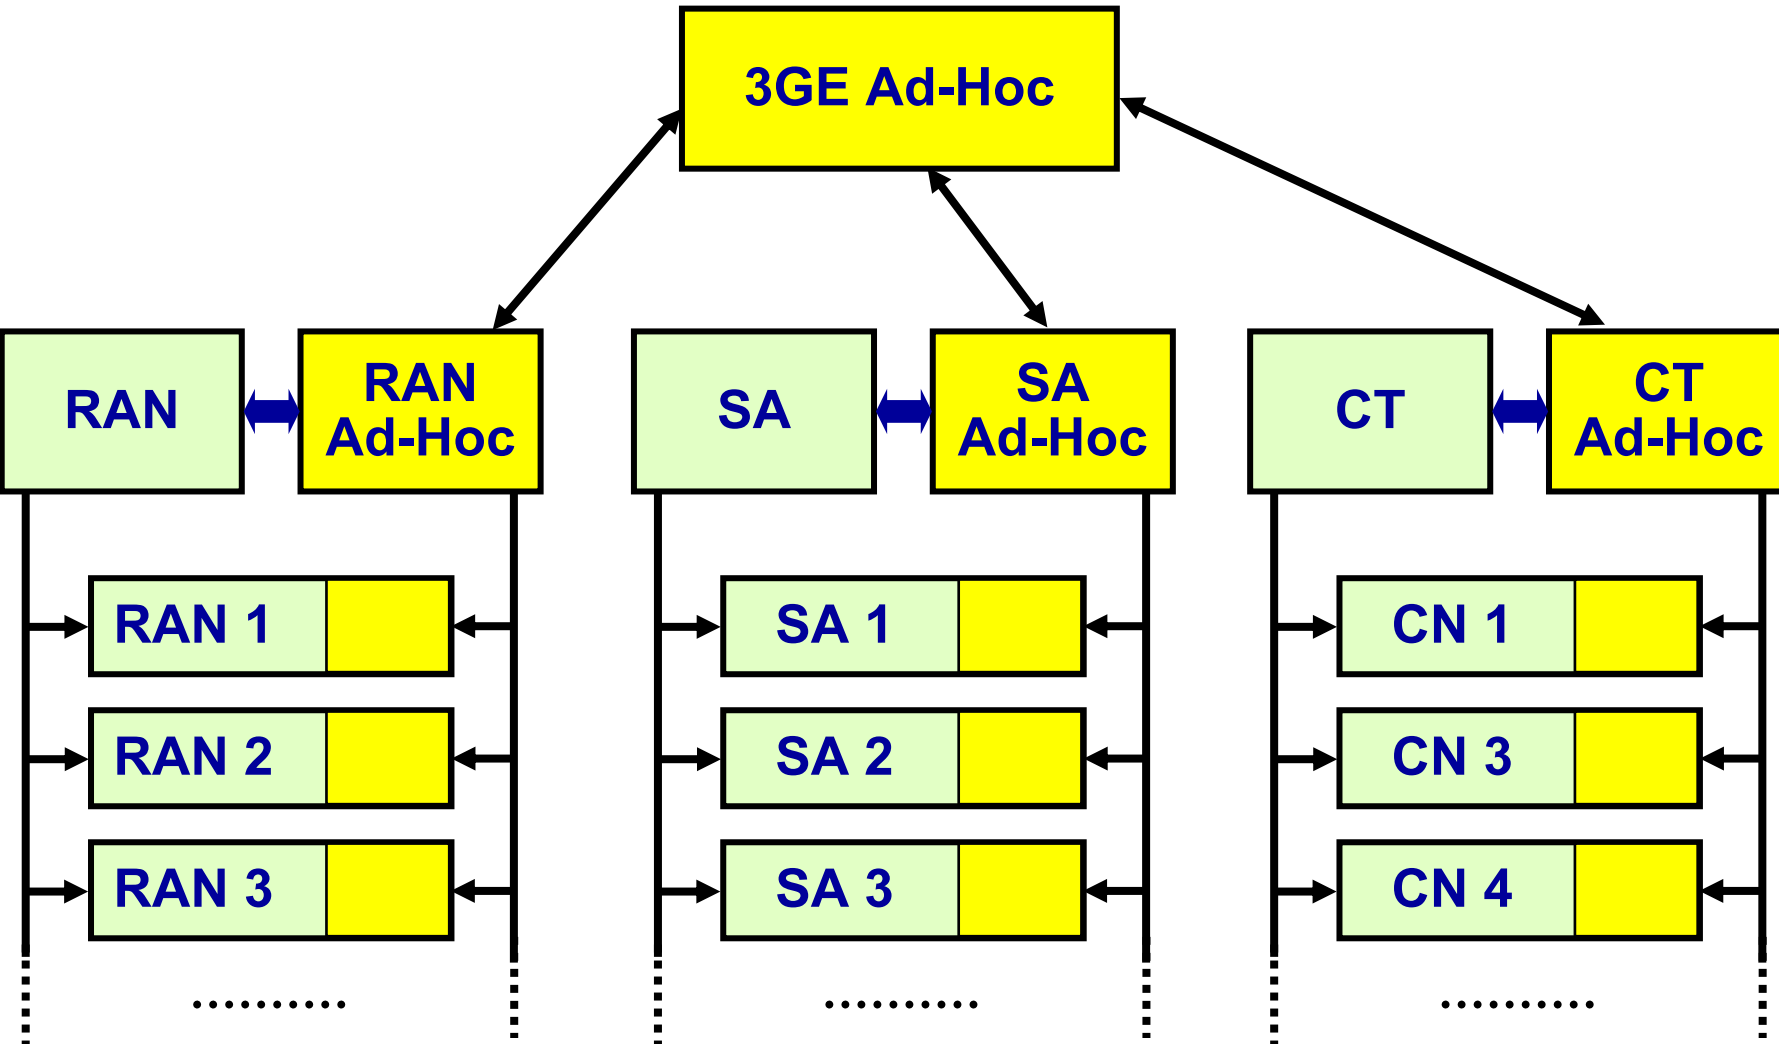 3GE Ad-Hoc
RAN
RAN
Ad-Hoc
SA
SA
Ad-Hoc
CT
CT
Ad-Hoc
RAN 1
SA 1
CN 1
RAN 2
SA 2
CN 3
RAN 3
SA 3
CN 4